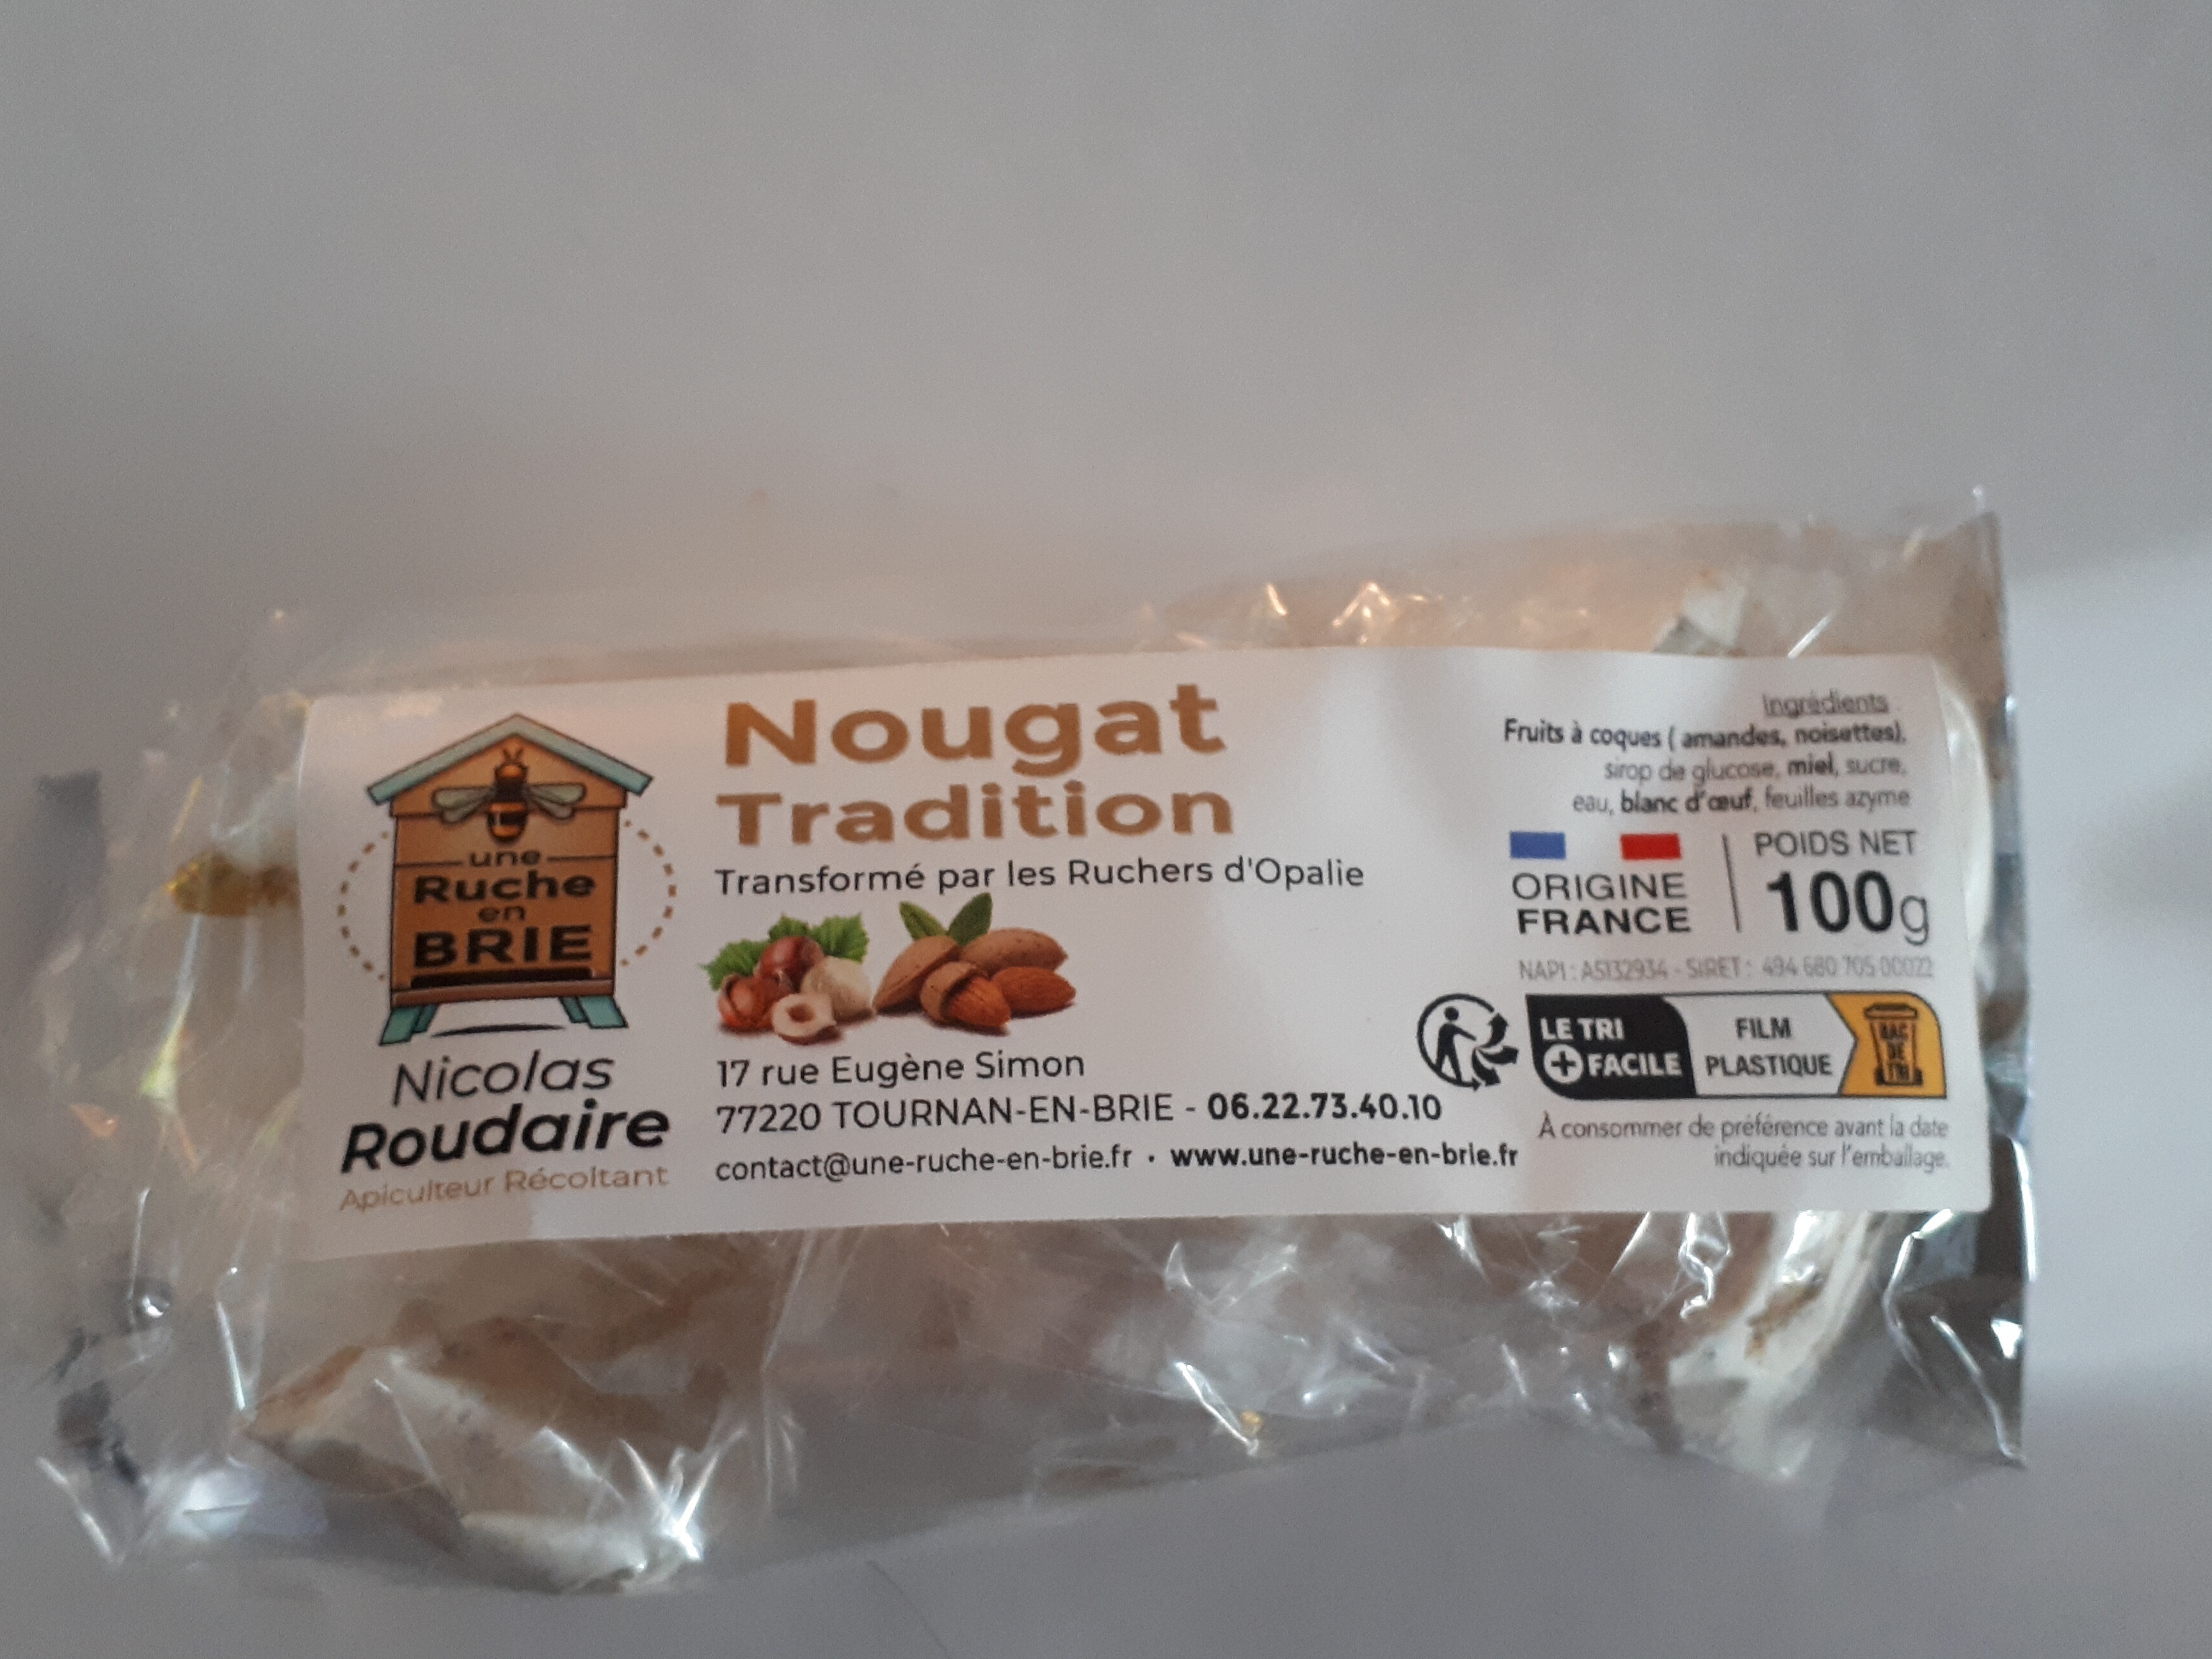 une
Ruche
en
BRIE
Nicolas
Roudaire
Apiculteur Récoltant
Nougat
Tradition
Transformé par les Ruchers d'Opalie
17 rue Eugène Simon
77220 TOURNAN-EN-BRIE - 06.22.73.40.10
contact@une-ruche-en-brie.fr • www.une-ruche-en-brie.fr
Ingrédients
Fruits à coques ( amandes, noisettes),
sirop de glucose, miel, sucre,
eau, blanc d'œuf, feuilles azyme
ORIGINE
FRANCE
POIDS NET
100g
NAPI : A5132934 - SIRET : 494 680 705 00022
LE TRI
+ FACILE
FILM
PLASTIQUE
BAC
DE
TRI
À consommer de préférence avant la date
indiquée sur l'emballage.